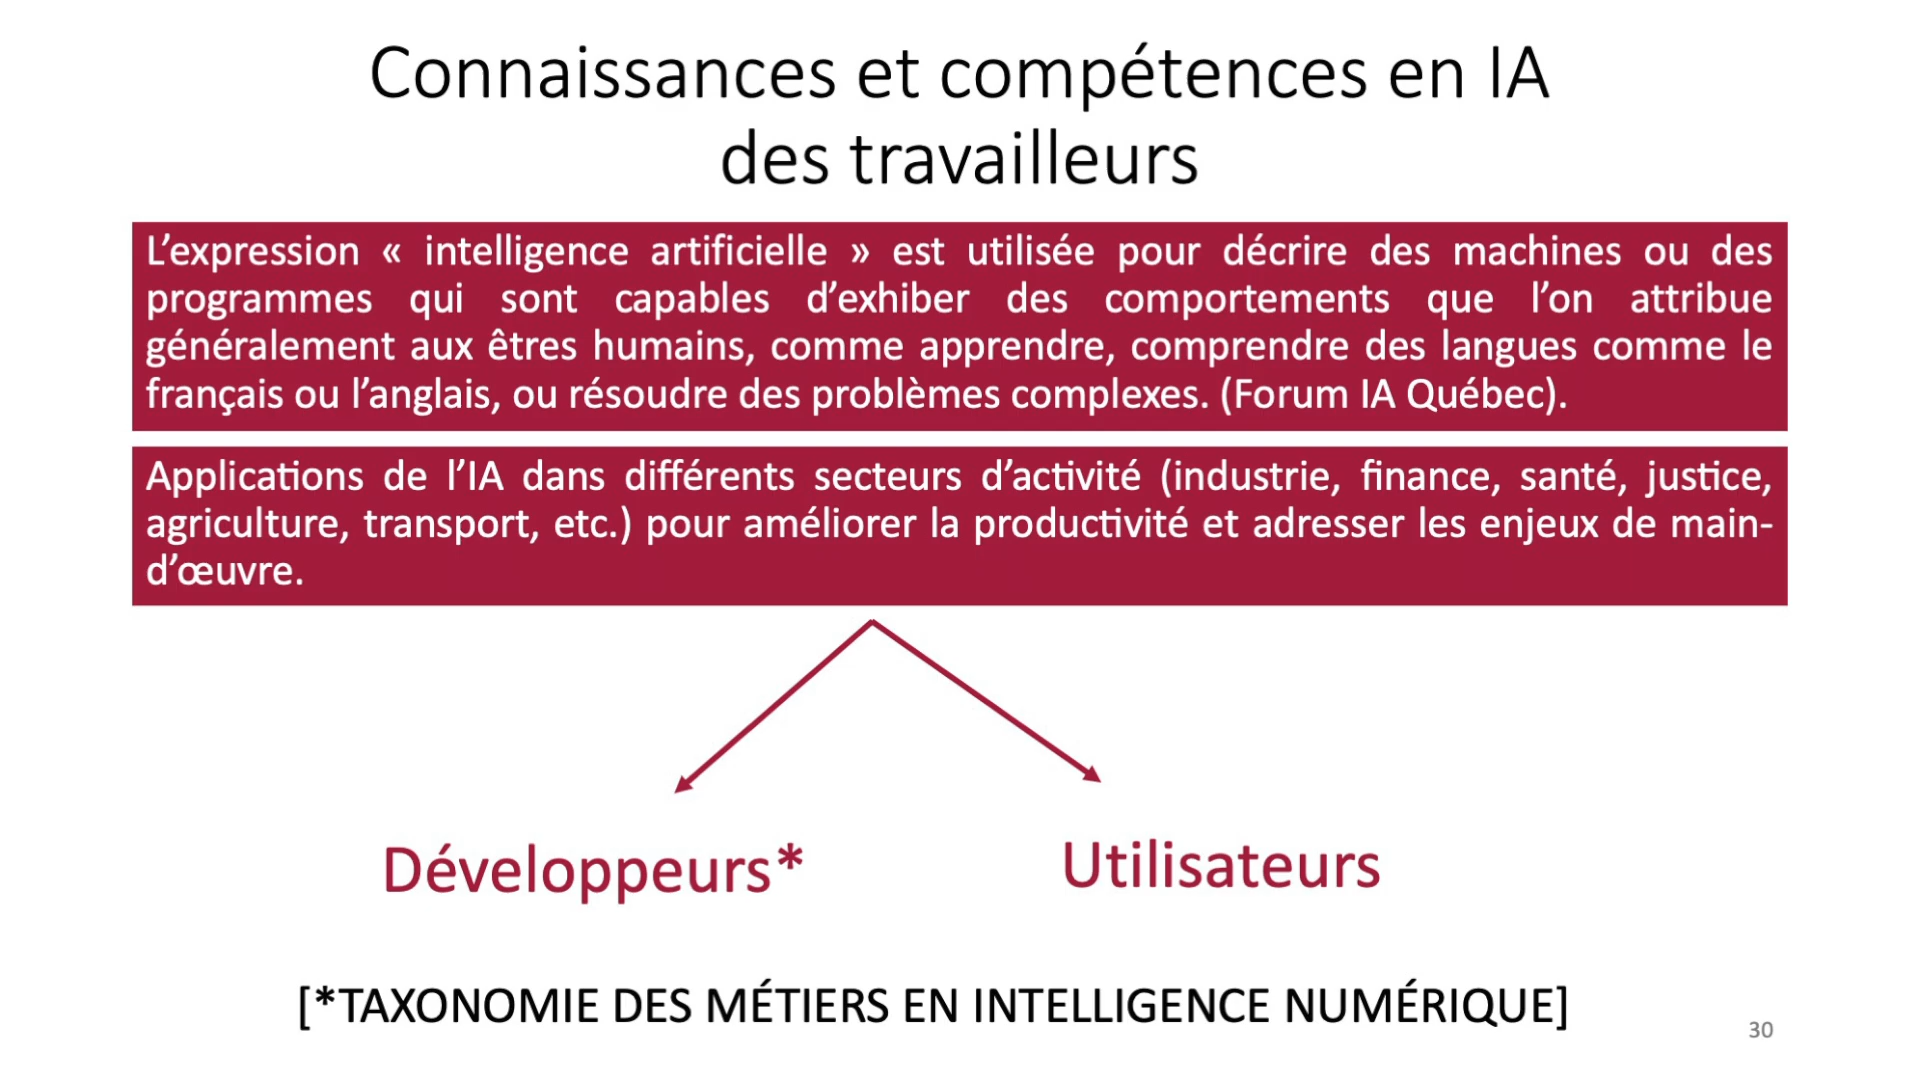 Connaissances et compétences en IA
des travailleurs
L’expression « intelligence artificielle » est utilisée pour décrire des machines ou des
programmes qui sont capables d’exhiber des comportements que l’on attribue
généralement aux êtres humains, comme apprendre, comprendre des langues comme le
français ou l’anglais, ou résoudre des problèmes complexes. (Forum IA Québec).
Applications de l’IA dans différents secteurs d’activité (industrie, finance, santé, justice,
agriculture, transport, etc.) pour améliorer la productivité et adresser les enjeux de main-
d’œuvre.
Développeurs*
Utilisateurs
[*TAXONOMIE DES MÉTIERS EN INTELLIGENCE NUMÉRIQUE]
30